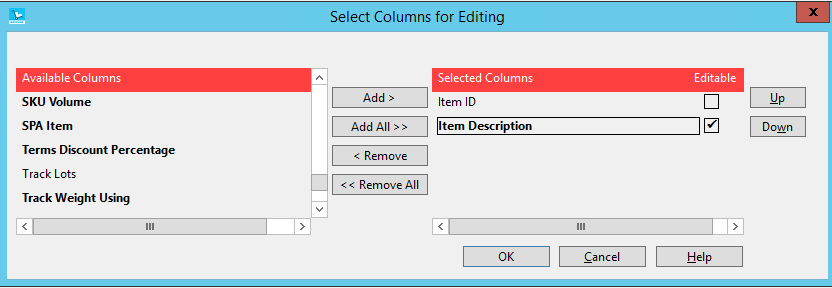 Select Columns for Editing
x
Available Columns
SKU Volume
SPA Item
Terms Discount Percentage
Track Lots
Track Weight Using
Add >
Add All >>
< Remove
<< Remove All
Selected Columns Editable
Item ID
Item Description
Up
Down
OK
Cancel
Help